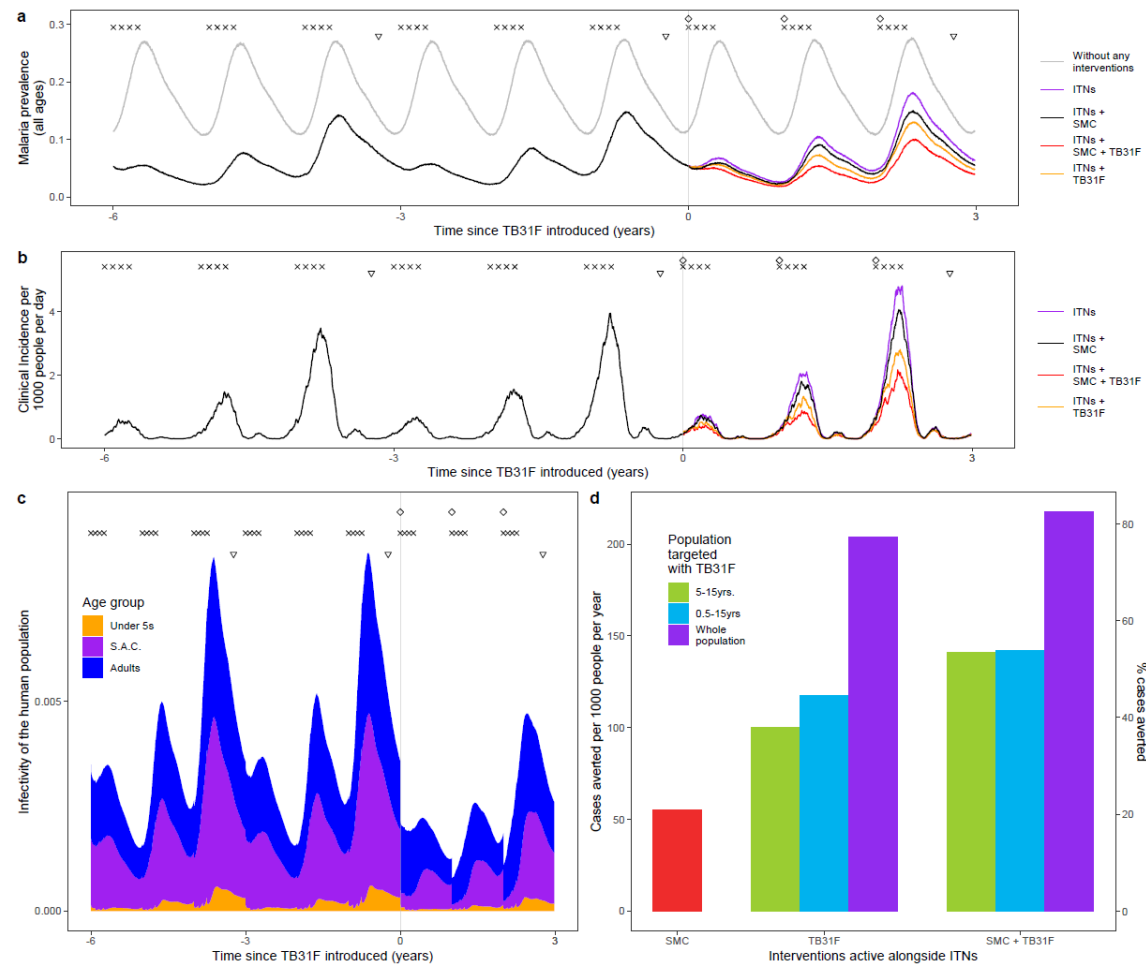 a
0.3
0.2
0.1
0.0
Malaria prevalence
(all ages)
-6
-3
0
3
Time since TB31F introduced (years)
Without any
interventions
ITNs
ITNs +
SMC
ITNs +
SMC + TB31F
ITNs +
TB31F
b
4
2
0
Clinical Incidence per
1000 people per day
-6
-3
0
3
Time since TB31F introduced (years)
ITNs
ITNs +
SMC
ITNs +
SMC + TB31F
ITNs +
TB31F
c
Age group
Under 5s
S.A.C.
Adults
0.005
0.000
Infectivity of the human population
-6
-3
0
3
Time since TB31F introduced (years)
d
Population
targeted
with TB31F
5-15yrs.
0.5-15yrs
Whole
population
200
150
100
50
0
Cases averted per 1000 people per year
80
60
40
20
0
% cases averted
SMC
TB31F
SMC + TB31F
Interventions active alongside ITNs